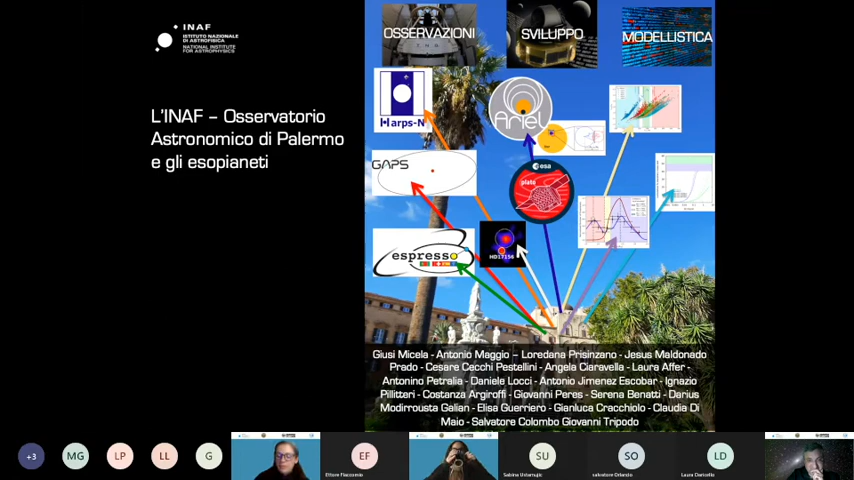 INAF
ISTITUTO NAZIONALE
DI ASTROFISICA
NATIONAL INSTITUTE
FOR ASTROPHYSICS
L'INAF – Osservatorio
Astronomico di Palermo
e gli esopianeti
OSSERVAZIONI
SVILUPPO
MODELLISTICA
Harps-N
Ariel
GAPS
esa
plato
espresso
HD17156
Giusi Micela - Antonio Maggio – Loredana Prisinzano - Jesus Maldonado
Prado - Cesare Cecchi Pestellini - Angela Ciaravella - Laura Affer -
Antonino Petralia - Daniele Locci - Antonio Jimenez Escobar - Ignazio
Pillitteri - Costanza Argiroffi - Giovanni Peres - Serena Benatti - Darius
Modirrousta Galian - Elisa Guerriero - Gianluca Cracchiolo - Claudia Di
Maio - Salvatore Colombo Giovanni Tripodo
+3
MG
LP
LL
G
EF
Ettore Flaccomio
SU
Sabina Ustamujic
SO
salvatore Orlando
LD
Laura Daricello